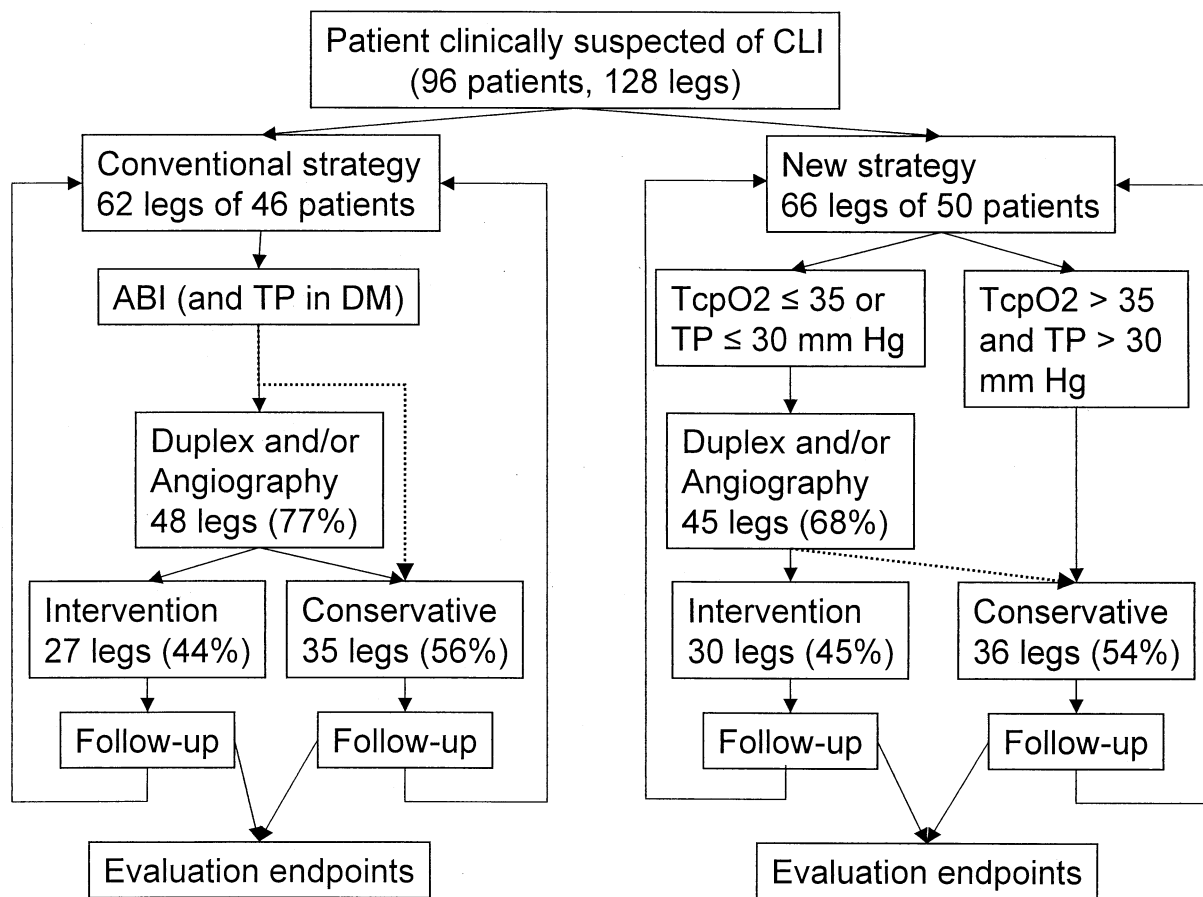 Patient clinically suspected of CLI
(96 patients, 128 legs)
Conventional strategy
62 legs of 46 patients
ABI (and TP in DM)
Duplex and/or
Angiography
48 legs (77%)
Intervention
27 legs (44%)
Conservative
35 legs (56%)
Follow-up
Follow-up
Evaluation endpoints
New strategy
66 legs of 50 patients
TcpO2 ≤ 35 or
TP ≤ 30 mm Hg
TcpO2 > 35
and TP > 30
mm Hg
Duplex and/or
Angiography
45 legs (68%)
Intervention
30 legs (45%)
Conservative
36 legs (54%)
Follow-up
Follow-up
Evaluation endpoints